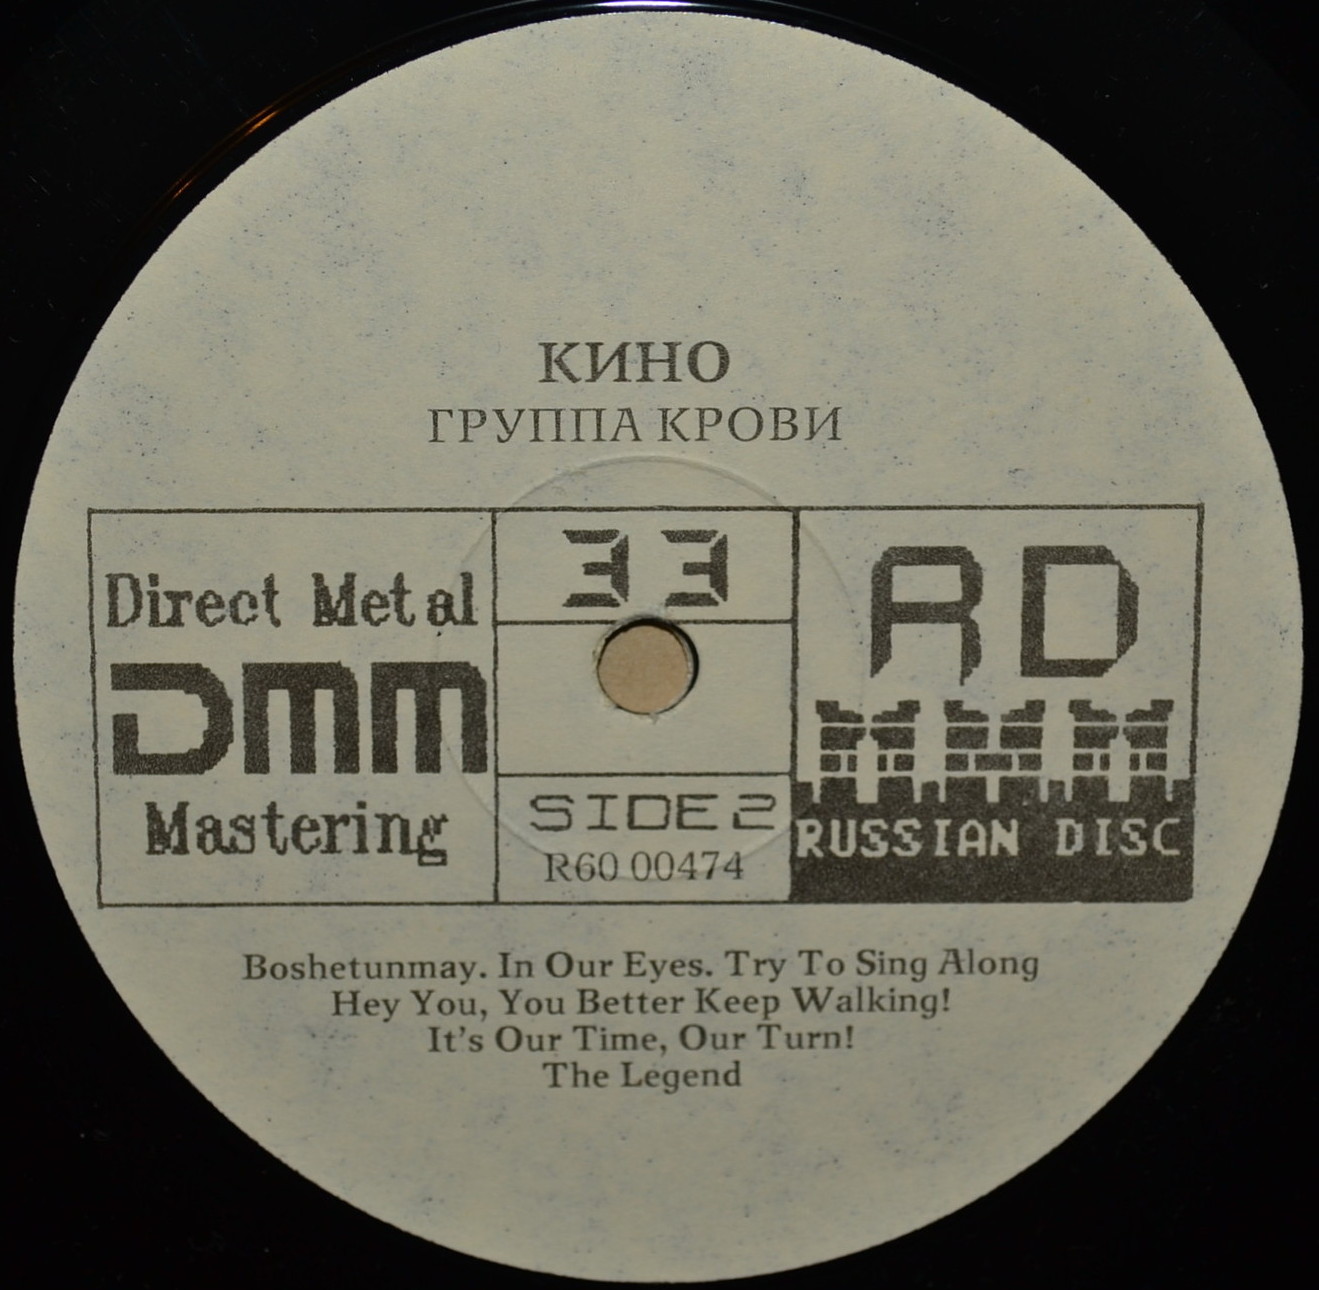 КИНО
ГРУППА КРОВИ
Direct Metal
DMM
Mastering
33
SIDE 2
R60 00474
RD
RUSSIAN DISC
Boshetunmay. In Our Eyes. Try To Sing Along
Hey You, You Better Keep Walking!
It's Our Time, Our Turn!
The Legend